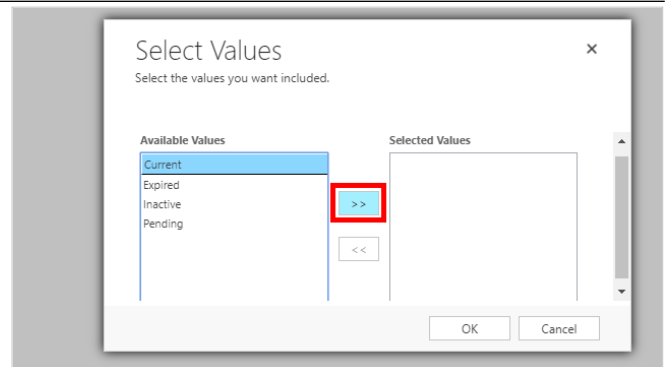 Select Values
×
Select the values you want included.
Available Values
Selected Values
Current
Expired
Inactive
Pending
>>
<<
OK
Cancel